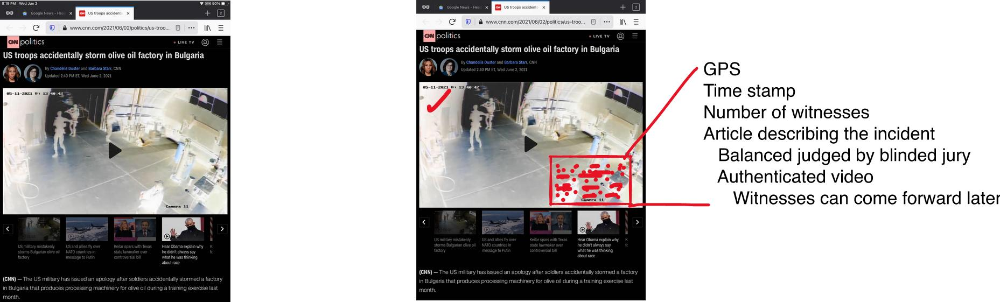 8:19 PM Wed Jun 2
50%
Google News - Head
US troops accidenta
2
www.cnn.com/2021/06/02/politics/us-troo...
CNN politics
LIVE TV
US troops accidentally storm olive oil factory in Bulgaria
By Chandelis Duster and Barbara Starr, CNN
Updated 2:40 PM ET, Wed June 2, 2021
05-11-2021 13:40:42
Camera 11
US military mistakenly
storms Bulgarian olive oil
factory
US and allies fly over
NATO countries in
message to Putin
Keilar spars with Texas
state lawmaker over
controversial bill
Hear Obama explain why
he didn't always say
what he was thinking
about race
(CNN) — The US military has issued an apology after soldiers accidentally stormed a factory
in Bulgaria that produces processing machinery for olive oil during a training exercise last
month.
Google News - Head
US troops accidenta
2
www.cnn.com/2021/06/02/politics/us-troo...
CNN politics
LIVE TV
US troops accidentally storm olive oil factory in Bulgaria
By Chandelis Duster and Barbara Starr, CNN
Updated 2:40 PM ET, Wed June 2, 2021
05-11-2021 13:40:42
Camera 11
US military mistakenly
storms Bulgarian olive oil
factory
US and allies fly over
NATO countries in
message to Putin
Keilar spars with Texas
state lawmaker over
controversial bill
Hear Obama explain why
he didn't always say
what he was thinking
about race
(CNN) — The US military has issued an apology after soldiers accidentally stormed a factory
in Bulgaria that produces processing machinery for olive oil during a training exercise last
month.
GPS
Time stamp
Number of witnesses
Article describing the incident
Balanced judged by blinded jury
Authenticated video
Witnesses can come forward later